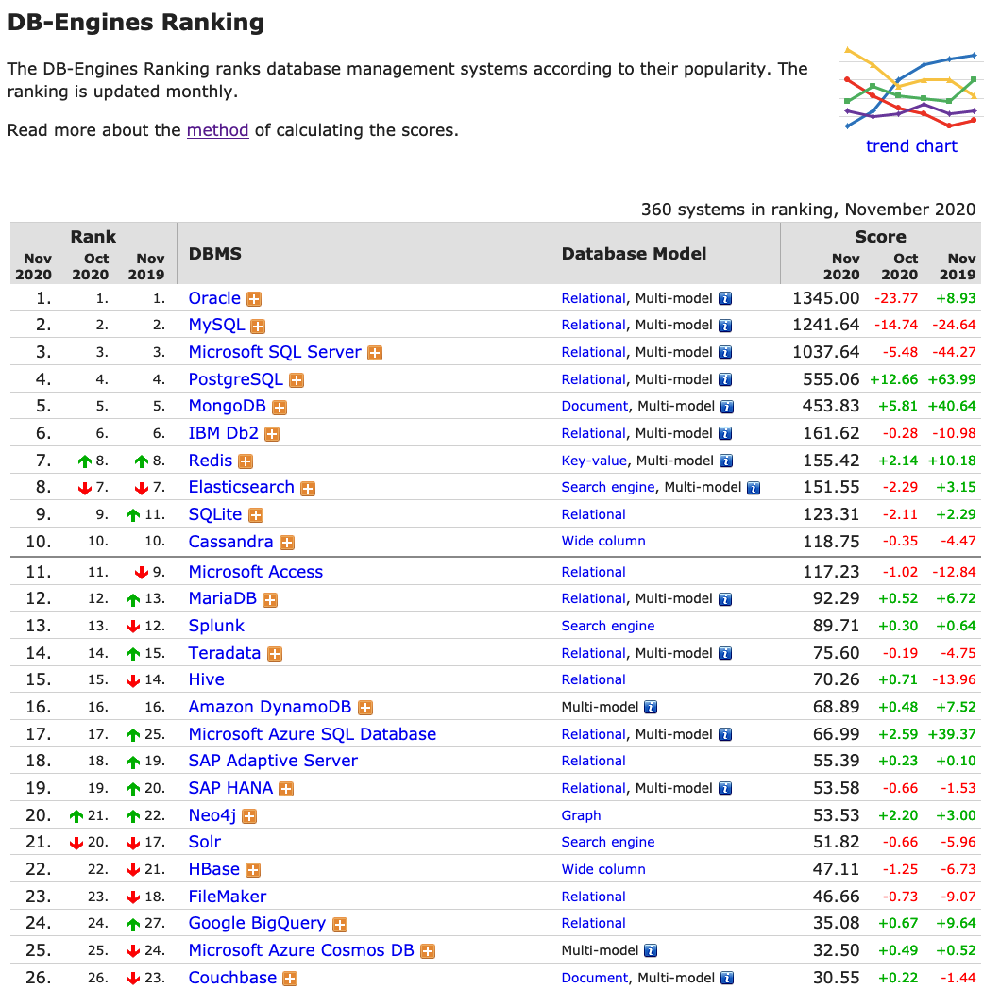 DB-Engines Ranking
The DB-Engines Ranking ranks database management systems according to their popularity. The
ranking is updated monthly.
Read more about the method of calculating the scores.
trend chart
360 systems in ranking, November 2020
Rank DBMS Database Model Score
Nov 2020 Oct 2020 Nov 2019 Nov 2020 Oct 2020 Nov 2019
1. 1. 1. Oracle Relational, Multi-model 1345.00 -23.77 +8.93
2. 2. 2. MySQL Relational, Multi-model 1241.64 -14.74 -24.64
3. 3. 3. Microsoft SQL Server Relational, Multi-model 1037.64 -5.48 -44.27
4. 4. 4. PostgreSQL Relational, Multi-model 555.06 +12.66 +63.99
5. 5. 5. MongoDB Document, Multi-model 453.83 +5.81 +40.64
6. 6. 6. IBM Db2 Relational, Multi-model 161.62 -0.28 -10.98
7. 8. 8. Redis Key-value, Multi-model 155.42 +2.14 +10.18
8. 7. 7. Elasticsearch Search engine, Multi-model 151.55 -2.29 +3.15
9. 9. 11. SQLite Relational 123.31 -2.11 +2.29
10. 10. 10. Cassandra Wide column 118.75 -0.35 -4.47
11. 11. 9. Microsoft Access Relational 117.23 -1.02 -12.84
12. 12. 13. MariaDB Relational, Multi-model 92.29 +0.52 +6.72
13. 13. 12. Splunk Search engine 89.71 +0.30 +0.64
14. 14. 15. Teradata Relational, Multi-model 75.60 -0.19 -4.75
15. 15. 14. Hive Relational 70.26 +0.71 -13.96
16. 16. 16. Amazon DynamoDB Multi-model 68.89 +0.48 +7.52
17. 17. 25. Microsoft Azure SQL Database Relational, Multi-model 66.99 +2.59 +39.37
18. 18. 19. SAP Adaptive Server Relational 55.39 +0.23 +0.10
19. 19. 20. SAP HANA Relational, Multi-model 53.58 -0.66 -1.53
20. 21. 22. Neo4j Graph 53.53 +2.20 +3.00
21. 20. 17. Solr Search engine 51.82 -0.66 -5.96
22. 22. 21. HBase Wide column 47.11 -1.25 -6.73
23. 23. 18. FileMaker Relational 46.66 -0.73 -9.07
24. 24. 27. Google BigQuery Relational 35.08 +0.67 +9.64
25. 25. 24. Microsoft Azure Cosmos DB Multi-model 32.50 +0.49 +0.52
26. 26. 23. Couchbase Document, Multi-model 30.55 +0.22 -1.44